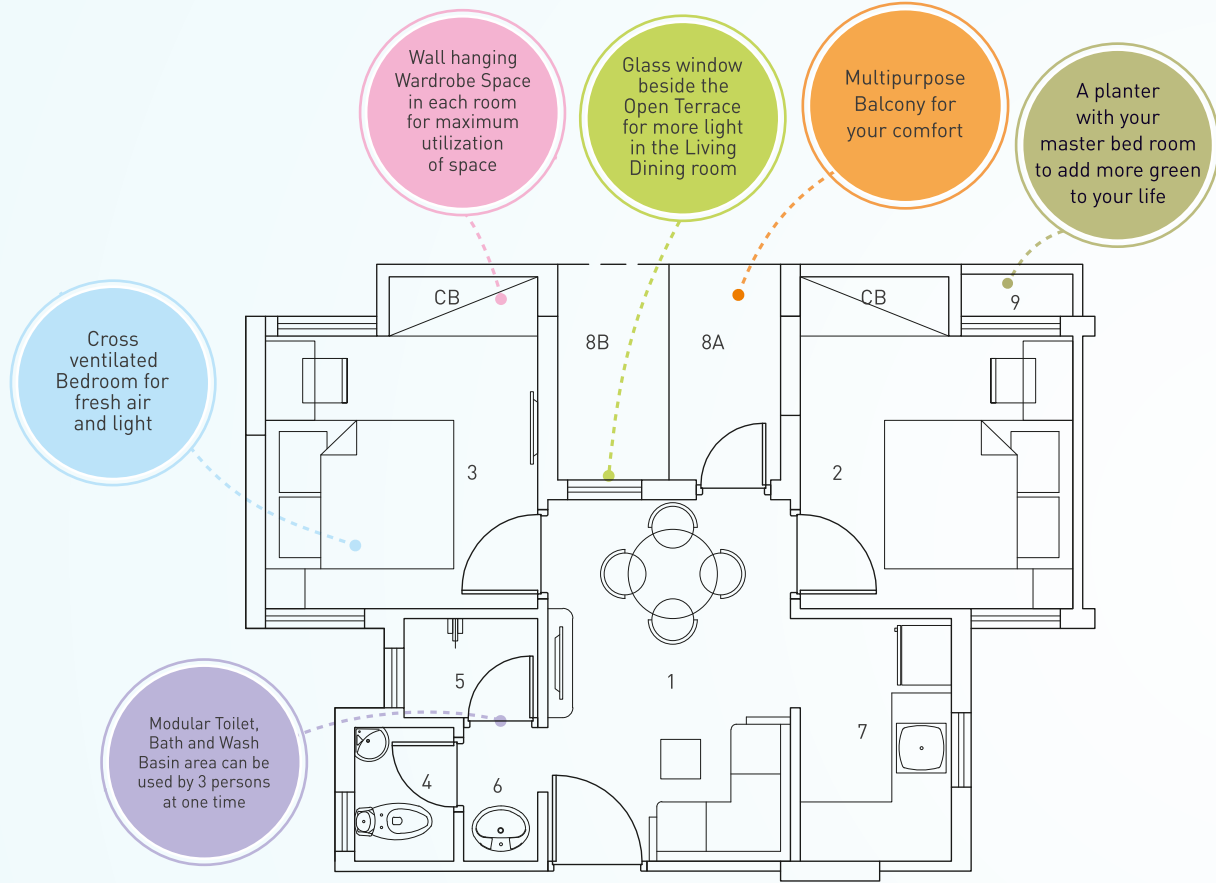 Wall hanging
Wardrobe Space
in each room
for maximum
utilization
of space
Glass window
beside the
Open Terrace
for more light
in the Living
Dining room
Multipurpose
Balcony for
your comfort
A planter
with your
master bed room
to add more green
to your life
Cross
ventilated
Bedroom for
fresh air
and light
Modular Toilet,
Bath and Wash
Basin area can be
used by 3 persons
at one time
CB
CB
9
8B
8A
3
2
5
1
7
4
6